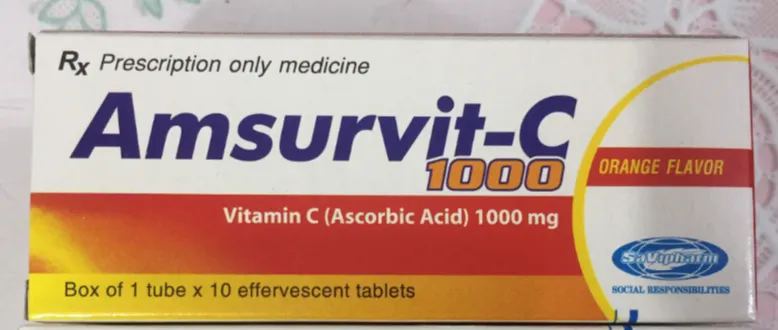 Rx Prescription only medicine
Amsurvit-C
1000
ORANGE FLAVOR
Vitamin C (Ascorbic Acid) 1000 mg
SaVipharm
SOCIAL RESPONSIBILITIES
Box of 1 tube x 10 effervescent tablets